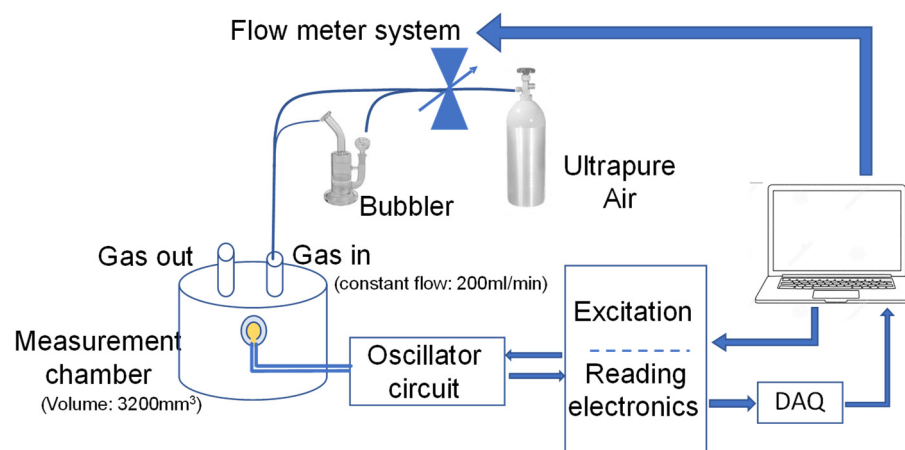 Flow meter system
Ultrapure
Air
Bubbler
Gas out
Gas in
(constant flow: 200ml/min)
Measurement
chamber
(Volume: 3200mm³)
Oscillator
circuit
Excitation
Reading
electronics
DAQ